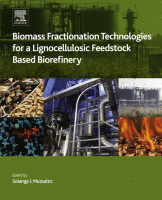 Biomass Fractionation Technologies
for a Lignocellulosic Feedstock
Based Biorefinery
Edited by
Solange I. Mussatto